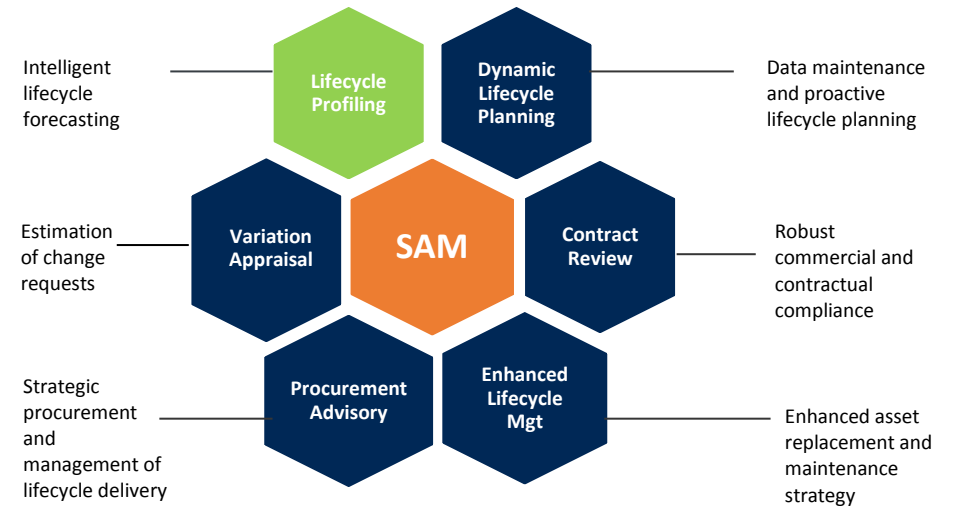 Intelligent
lifecycle
forecasting
Lifecycle
Profiling
Dynamic
Lifecycle
Planning
Data maintenance
and proactive
lifecycle planning
Estimation
of change
requests
Variation
Appraisal
SAM
Contract
Review
Robust
commercial and
contractual
compliance
Strategic
procurement
and
management of
lifecycle delivery
Procurement
Advisory
Enhanced
Lifecycle
Mgt
Enhanced asset
replacement and
maintenance
strategy